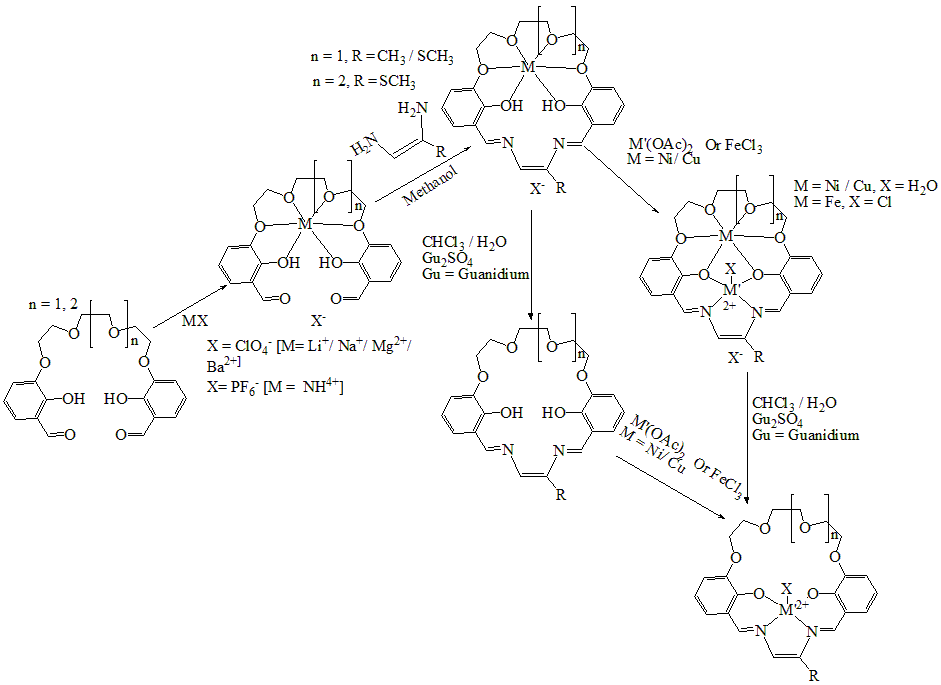 n = 1, R = CH3 / SCH3
n = 2, R = SCH3
H2N
H2N
R
Methanol
O
O
n
O
M
O
OH
HO
N
N
X-
R
M'(OAc)2 Or FeCl3
M = Ni/ Cu
M = Ni / Cu, X = H2O
M = Fe, X = Cl
O
O
n
O
M
O
OH
HO
O
O
X-
n = 1, 2
MX
X = ClO4- [M= Li+/ Na+/ Mg2+/
Ba2+]
X= PF6- [M = NH4+]
O
O
n
O
O
OH
HO
O
O
CHCl3 / H2O
Gu2SO4
Gu = Guanidium
O
O
n
O
M
O
O
X
O
M'
2+
N
N
X-
R
O
O
n
O
O
OH
HO
N
N
R
M'(OAc)2 Or FeCl3
M = Ni/ Cu
CHCl3 / H2O
Gu2SO4
Gu = Guanidium
O
O
n
O
O
O
X
O
M'2+
N
N
R